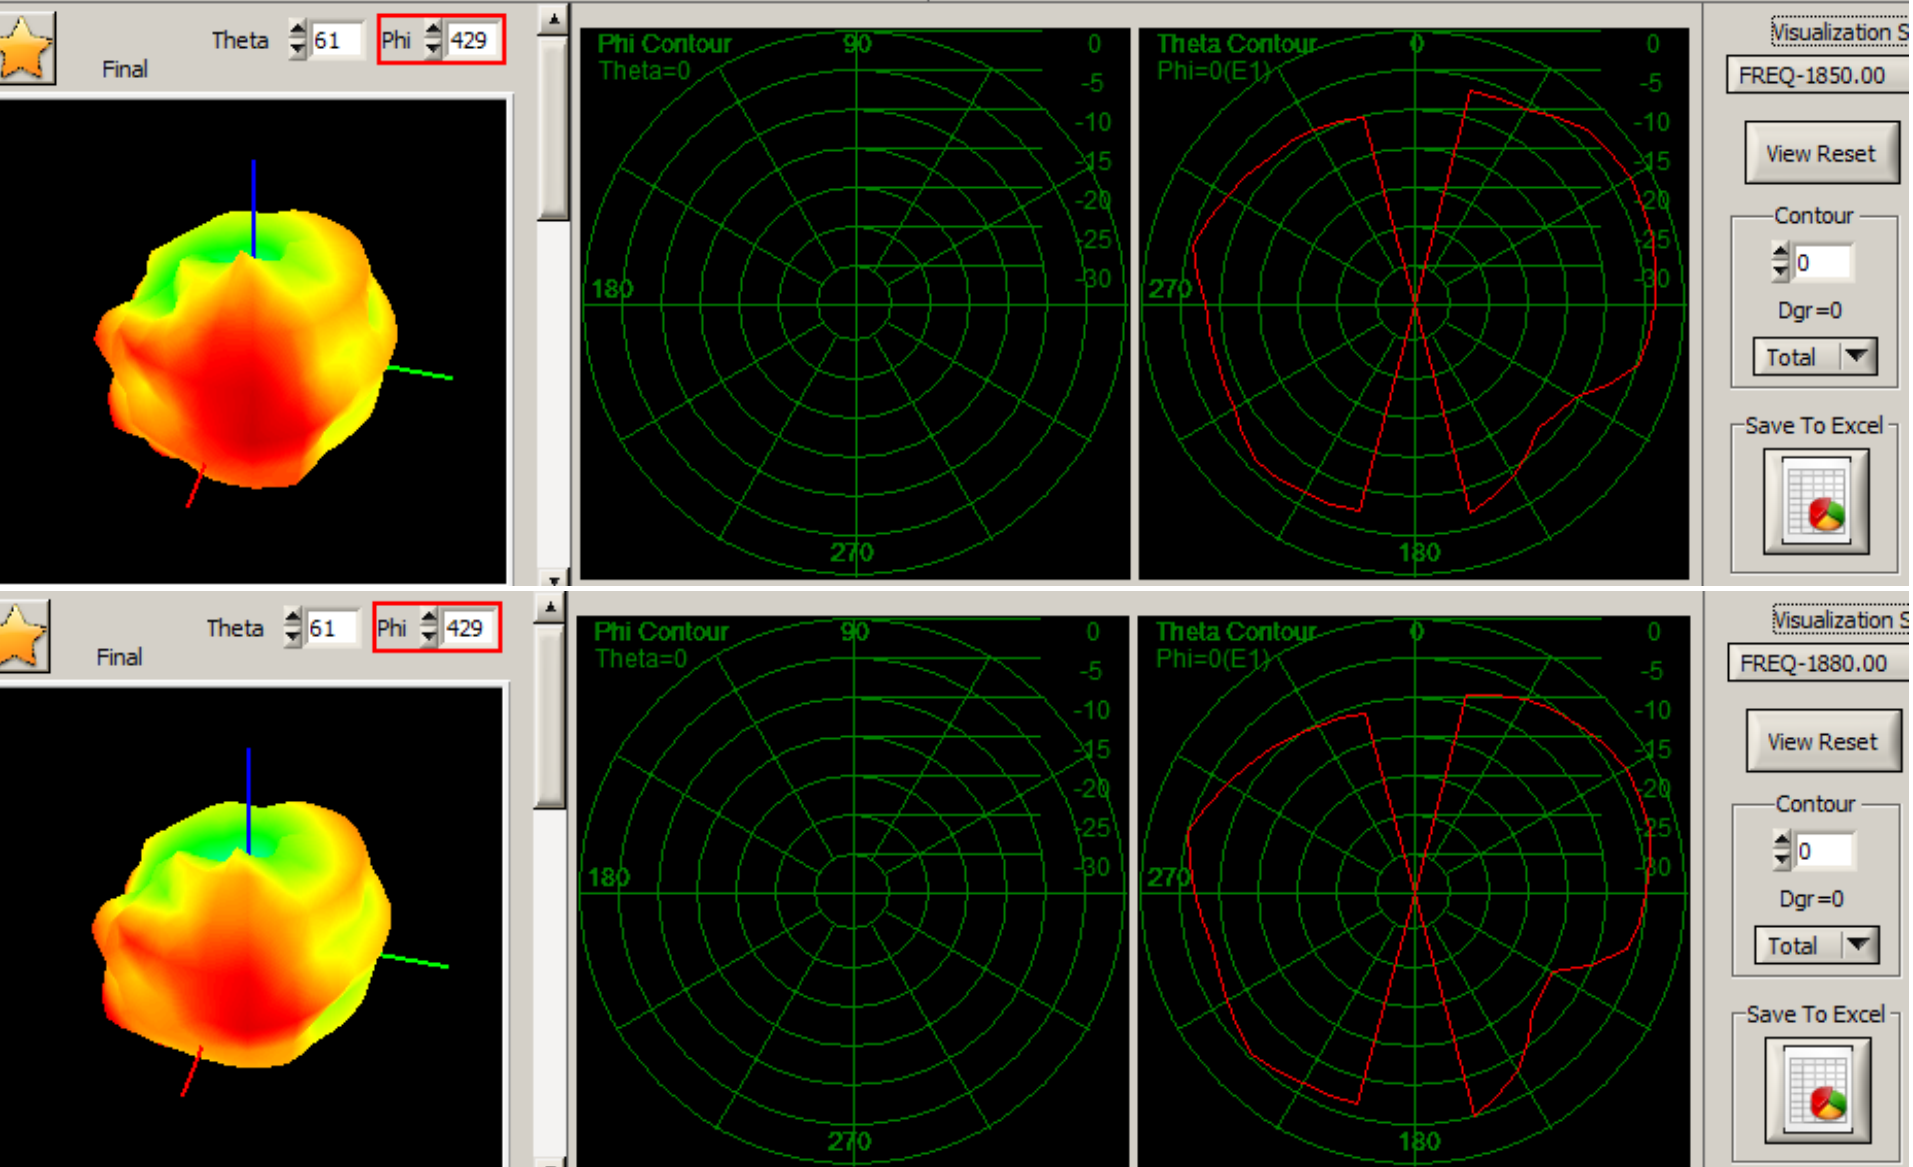 Theta 61 Phi 429
Final
Phi Contour
Theta=0
90
180
270
0
-5
-10
-15
-20
-25
-30
Theta Contour
Phi=0(E1)
0
270
180
0
-5
-10
-15
-20
-25
-30
Visualization S
FREQ-1850.00
View Reset
Contour
0
Dgr=0
Total
Save To Excel
Theta 61 Phi 429
Final
Phi Contour
Theta=0
90
180
270
0
-5
-10
-15
-20
-25
-30
Theta Contour
Phi=0(E1)
0
270
180
0
-5
-10
-15
-20
-25
-30
Visualization S
FREQ-1880.00
View Reset
Contour
0
Dgr=0
Total
Save To Excel